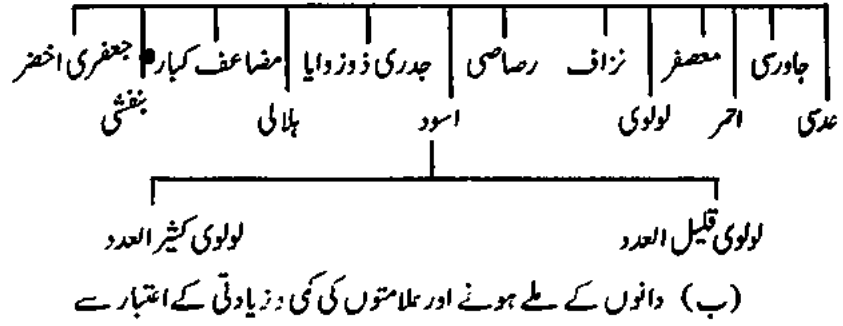 جاورسی معصفر نزاف رصاصی جدری ذوزوایا مضاعف کبار جعفری اخضر
عدسی احمر لولوی اسود ہلالی بنفشی
لولوی قلیل العدد لولوی کثیر العدد
(ب) دانوں کے ملے ہونے اور علامتوں کی کمی و زیادتی کے اعتبار سے